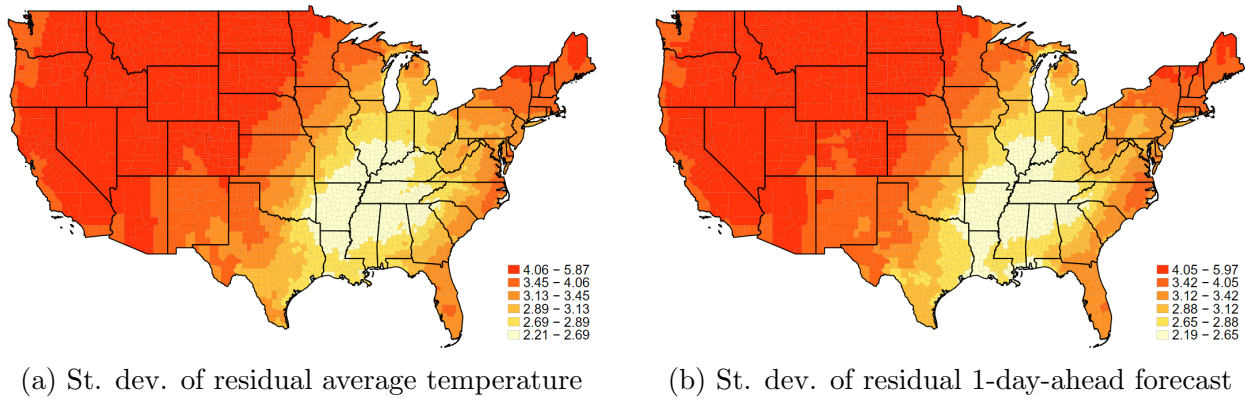 4.06 – 5.87
3.45 – 4.06
3.13 – 3.45
2.89 – 3.13
2.69 – 2.89
2.21 – 2.69
(a) St. dev. of residual average temperature
4.05 – 5.97
3.42 – 4.05
3.12 – 3.42
2.88 – 3.12
2.65 – 2.88
2.19 – 2.65
(b) St. dev. of residual 1-day-ahead forecast